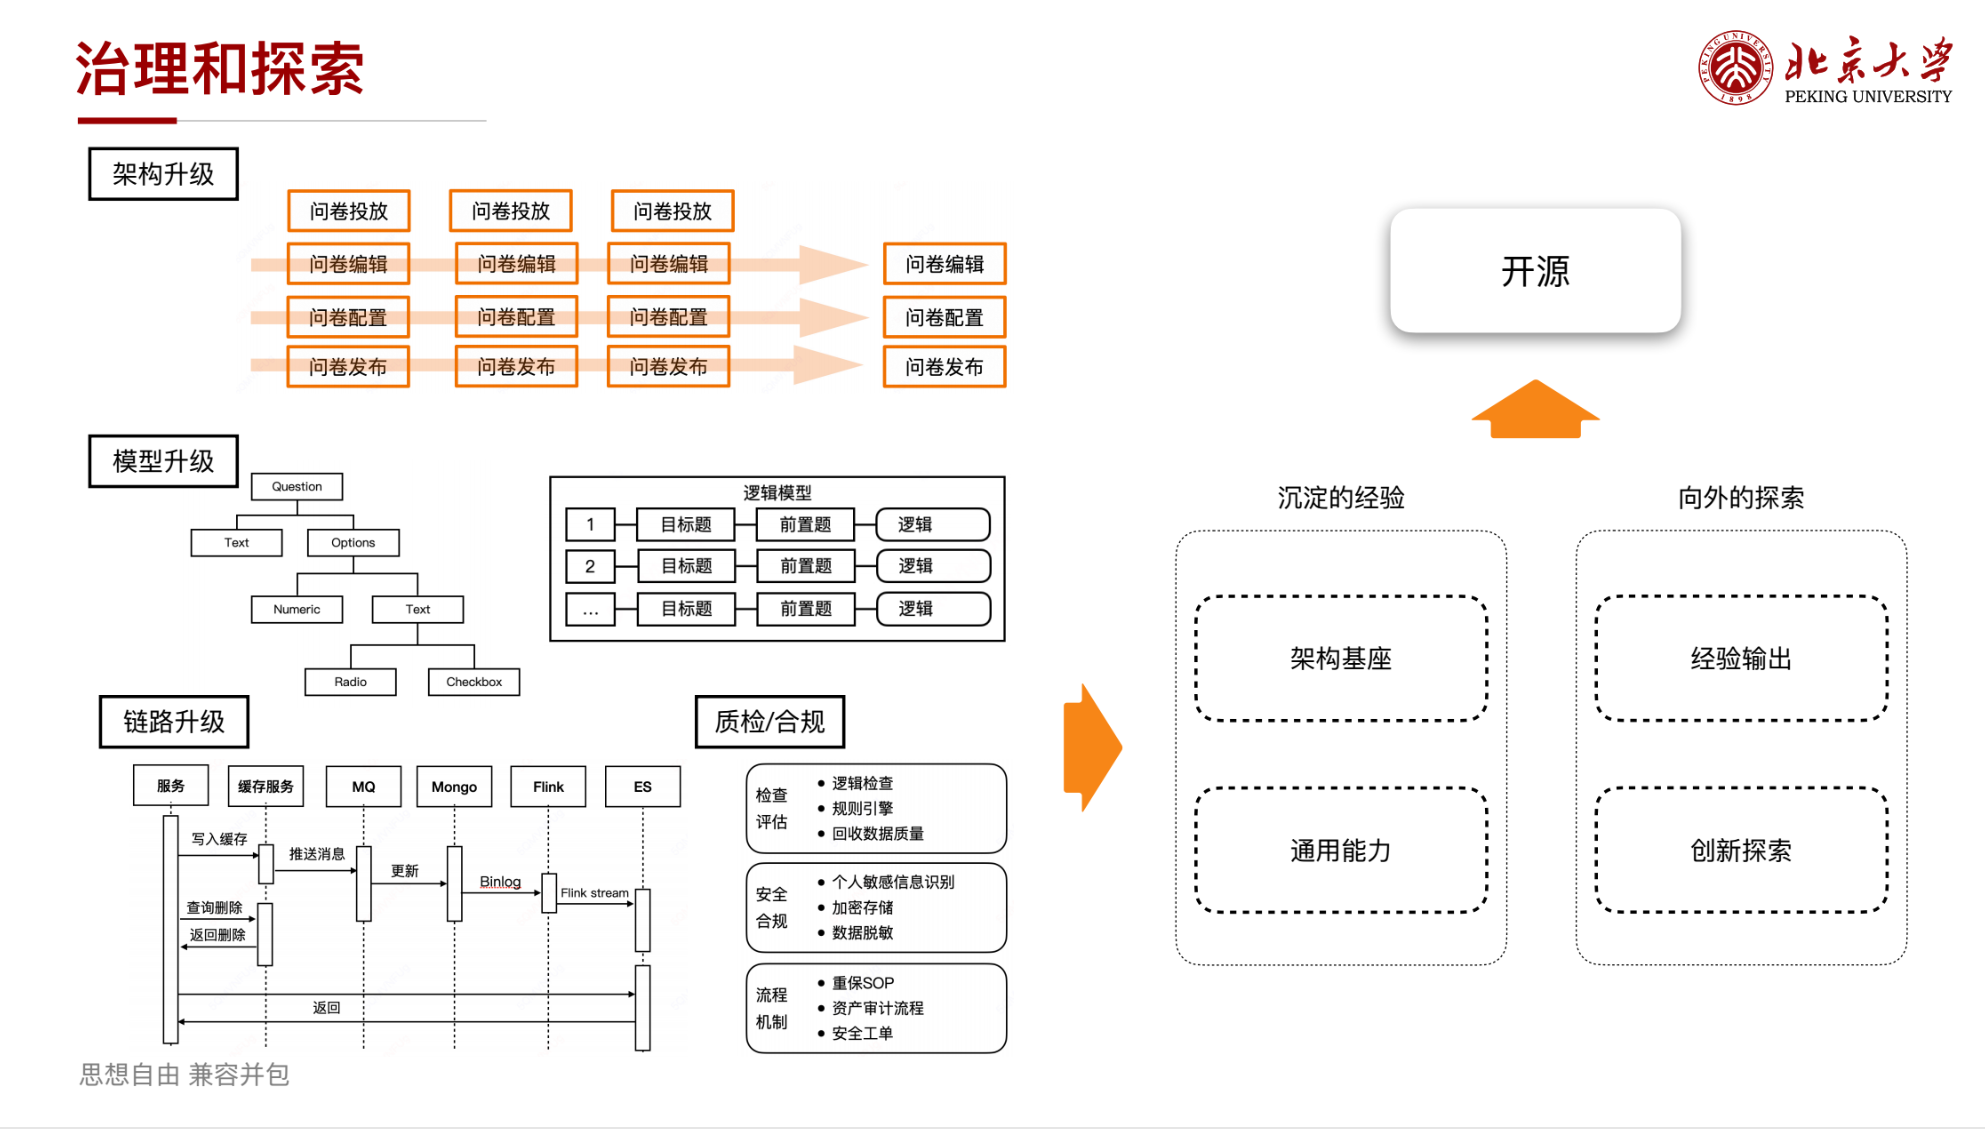 治理和探索
北京大学
PEKING UNIVERSITY
PEKING UNIVERSITY
1898
架构升级
问卷投放 问卷投放 问卷投放
问卷编辑 问卷编辑 问卷编辑 问卷编辑
问卷配置 问卷配置 问卷配置 问卷配置
问卷发布 问卷发布 问卷发布 问卷发布
模型升级
Question
Text Options
Numeric Text
Radio Checkbox
逻辑模型
1 目标题 前置题 逻辑
2 目标题 前置题 逻辑
... 目标题 前置题 逻辑
链路升级
服务 缓存服务 MQ Mongo Flink ES
写入缓存
推送消息
更新
Binlog
Flink stream
查询删除
返回删除
返回
质检/合规
检查
评估
• 逻辑检查
• 规则引擎
• 回收数据质量
安全
合规
• 个人敏感信息识别
• 加密存储
• 数据脱敏
流程
机制
• 重保SOP
• 资产审计流程
• 安全工单
开源
沉淀的经验
架构基座
通用能力
向外的探索
经验输出
创新探索
思想自由 兼容并包